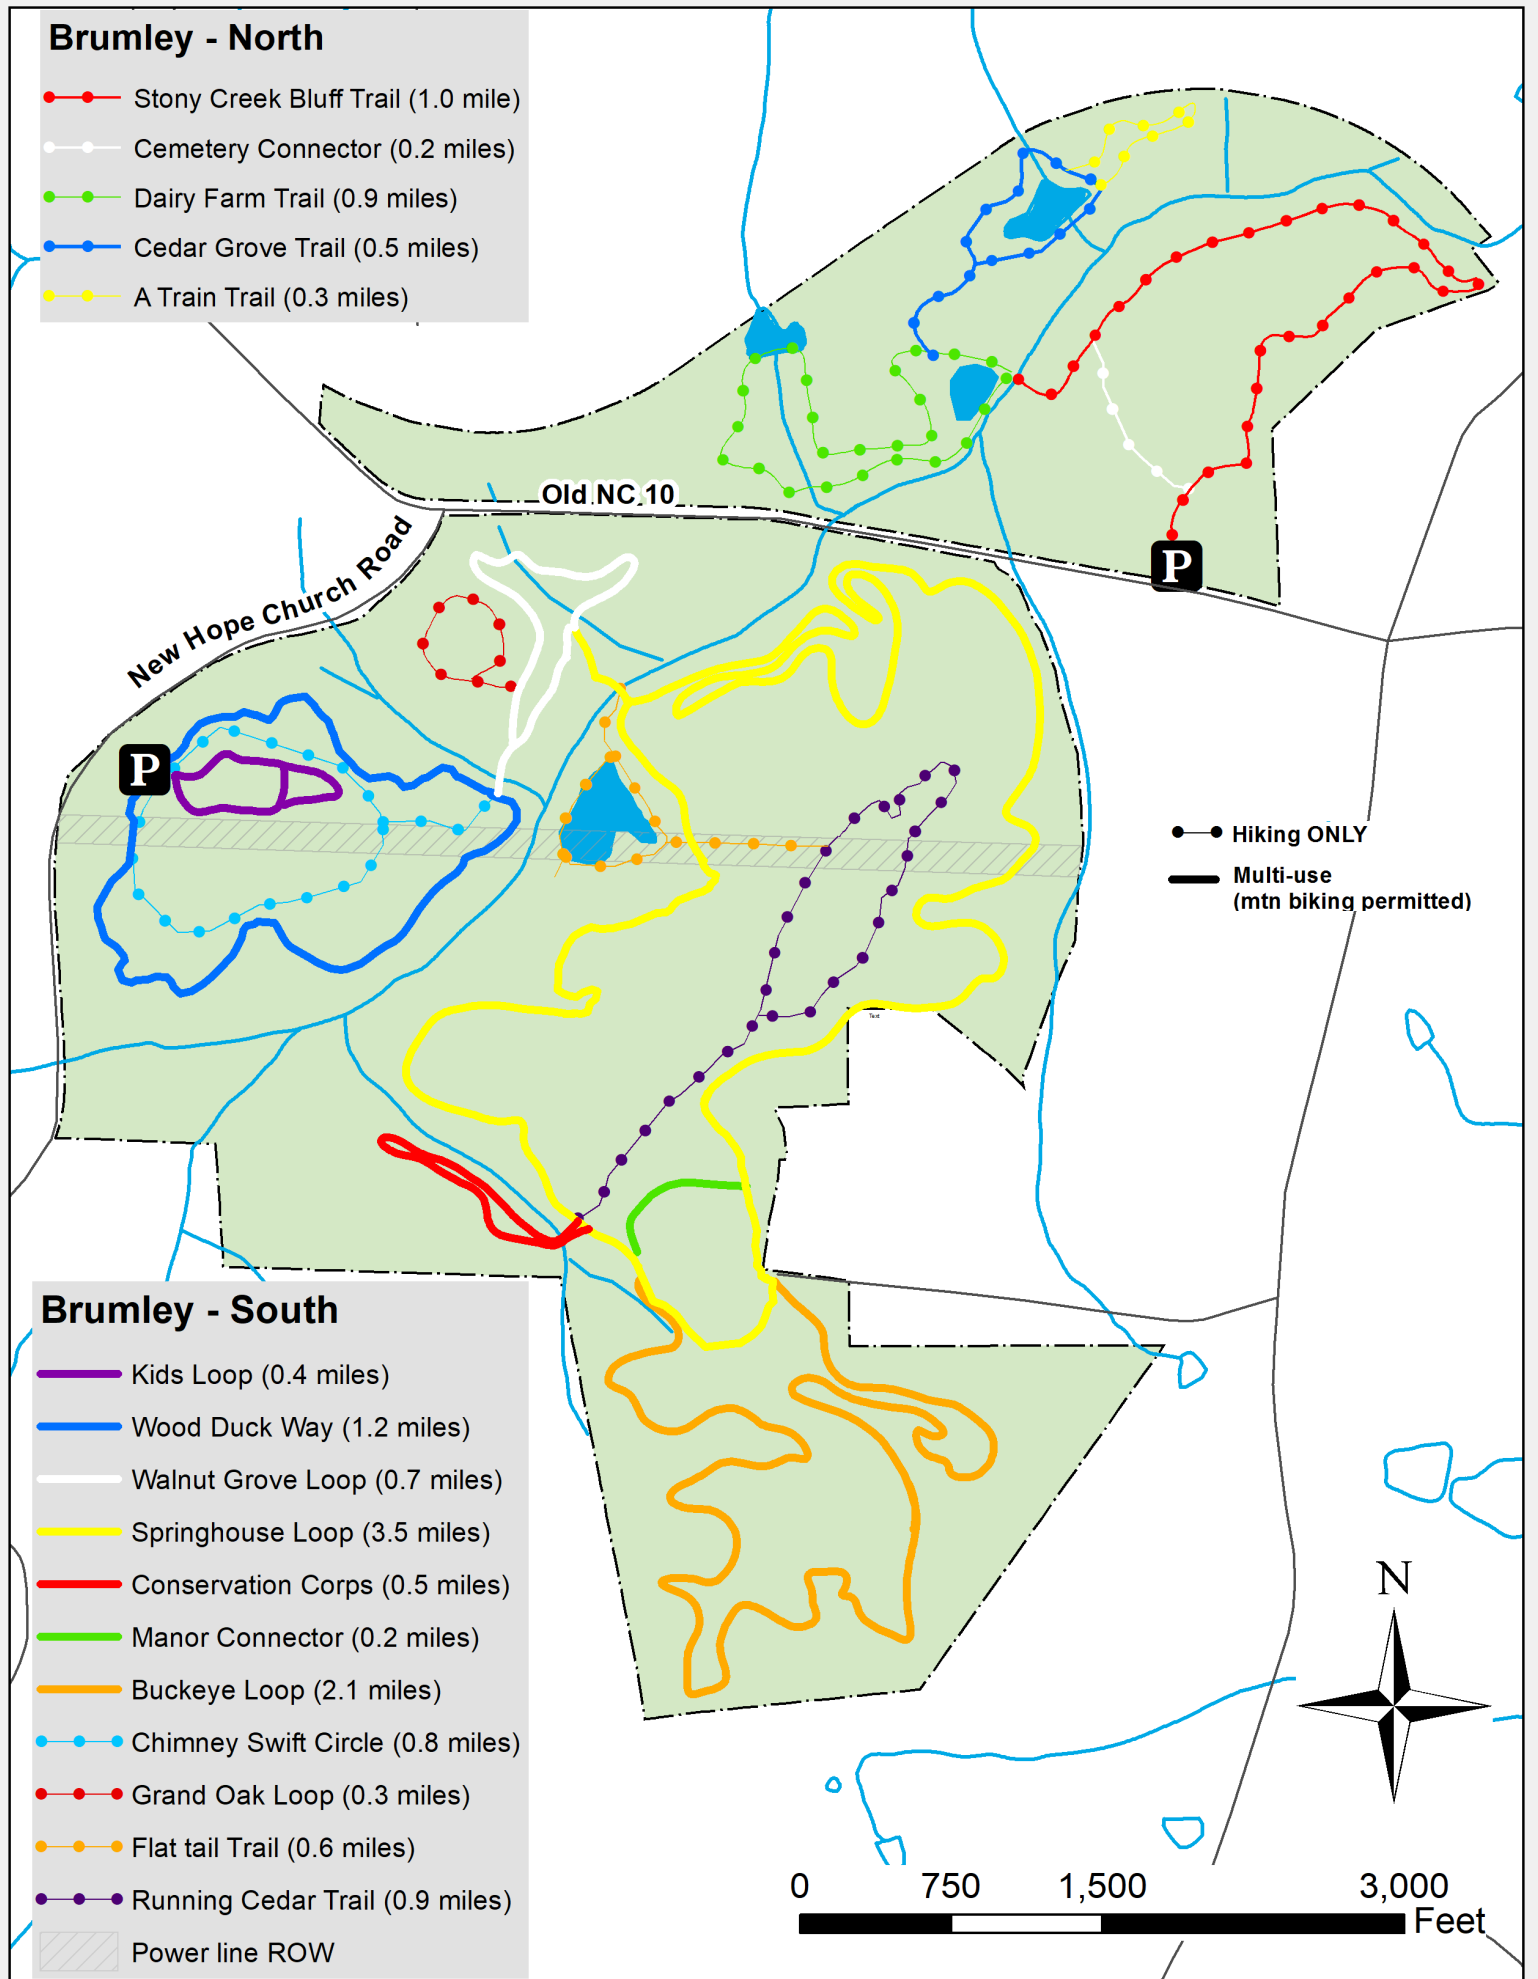 Brumley - North
Stony Creek Bluff Trail (1.0 mile)
Cemetery Connector (0.2 miles)
Dairy Farm Trail (0.9 miles)
Cedar Grove Trail (0.5 miles)
A Train Trail (0.3 miles)
Old NC 10
New Hope Church Road
P
P
Hiking ONLY
Multi-use
(mtn biking permitted)
Text
Brumley - South
Kids Loop (0.4 miles)
Wood Duck Way (1.2 miles)
Walnut Grove Loop (0.7 miles)
Springhouse Loop (3.5 miles)
Conservation Corps (0.5 miles)
Manor Connector (0.2 miles)
Buckeye Loop (2.1 miles)
Chimney Swift Circle (0.8 miles)
Grand Oak Loop (0.3 miles)
Flat tail Trail (0.6 miles)
Running Cedar Trail (0.9 miles)
Power line ROW
N
0 750 1,500 3,000
Feet